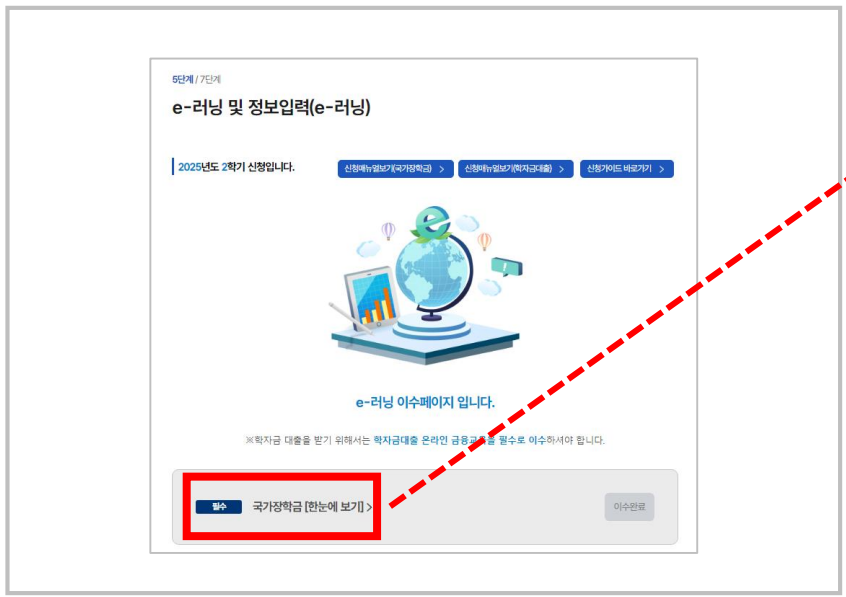 5단계 / 7단계
e-러닝 및 정보입력(e-러닝)
2025년도 2학기 신청입니다.
신청매뉴얼보기(국가장학금) >
신청매뉴얼보기(학자금대출) >
신청가이드 바로가기 >
e-러닝 이수페이지 입니다.
※학자금 대출을 받기 위해서는 학자금대출 온라인 금융교육을 필수로 이수하셔야 합니다.
필수 국가장학금 [한눈에 보기] >
이수완료